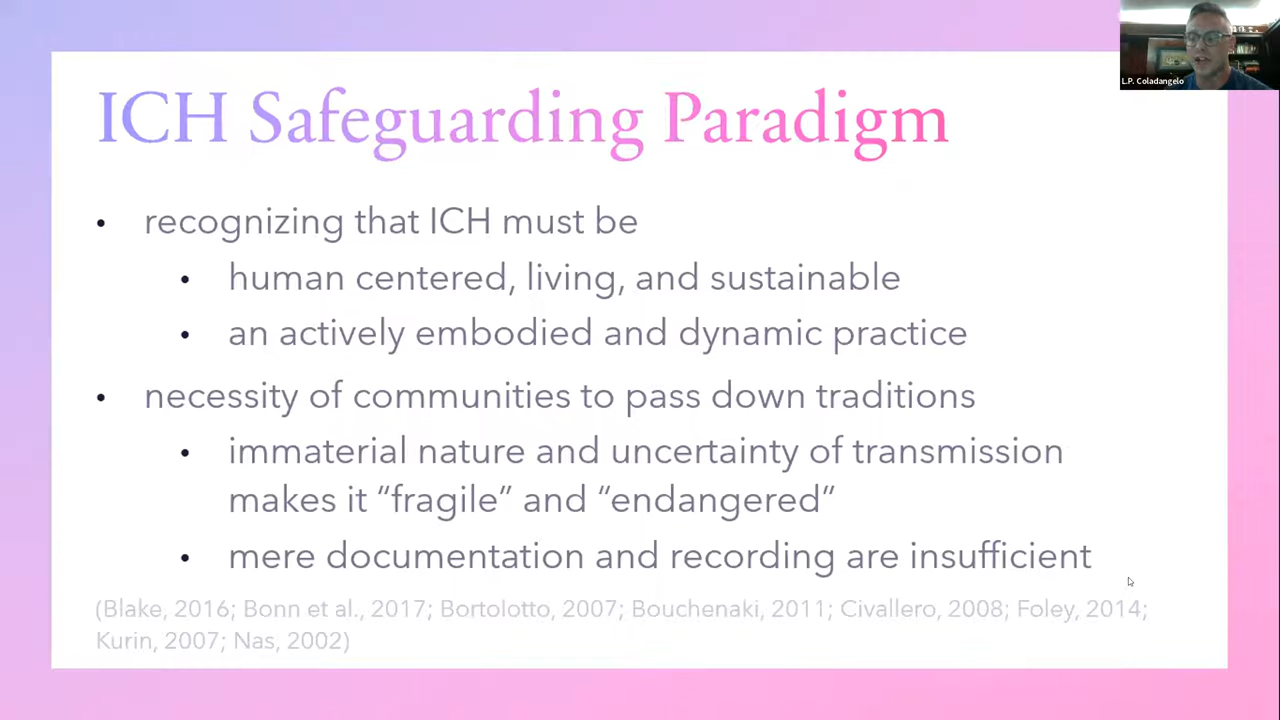 L.P. Coladangelo
ICH Safeguarding Paradigm
• recognizing that ICH must be
• human centered, living, and sustainable
• an actively embodied and dynamic practice
• necessity of communities to pass down traditions
• immaterial nature and uncertainty of transmission
makes it “fragile” and “endangered”
• mere documentation and recording are insufficient
(Blake, 2016; Bonn et al., 2017; Bortolotto, 2007; Bouchenaki, 2011; Civallero, 2008; Foley, 2014;
Kurin, 2007; Nas, 2002)